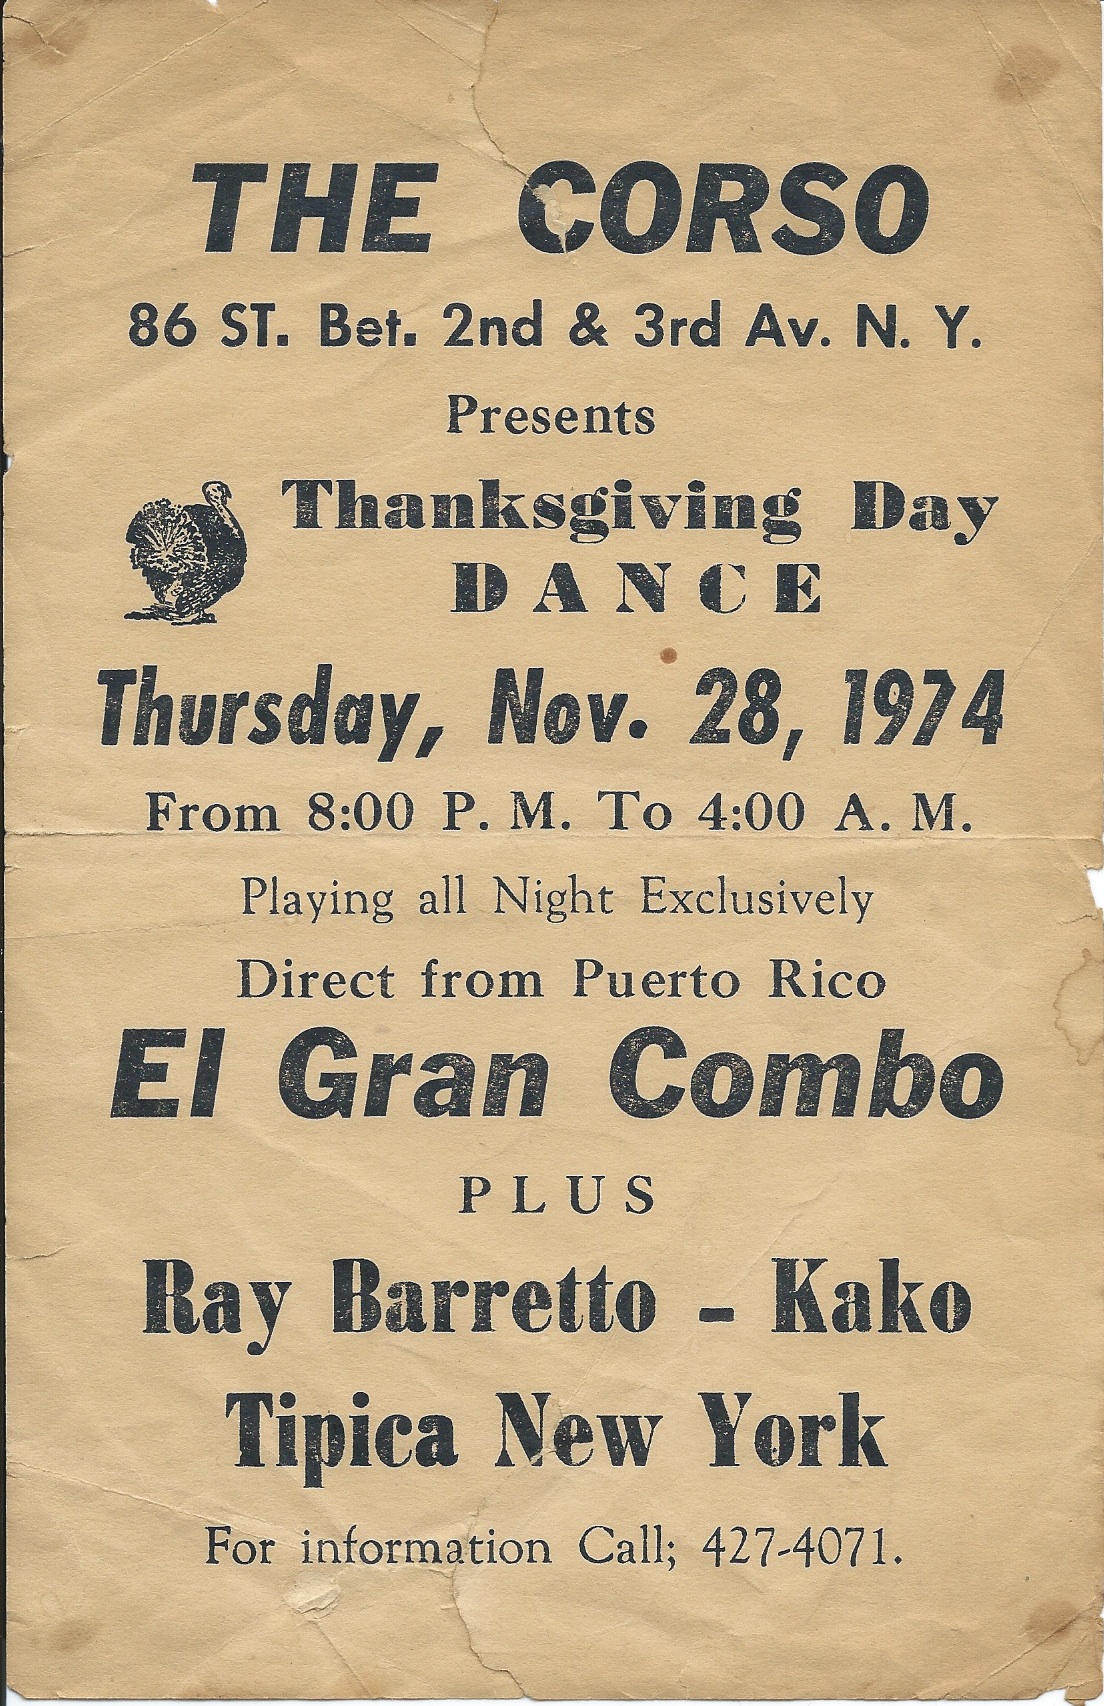 THE CORSO
86 ST. Bet. 2nd & 3rd Av. N. Y.
Presents
Thanksgiving Day
DANCE
Thursday, Nov. 28, 1974
From 8:00 P. M. To 4:00 A. M.
Playing all Night Exclusively
Direct from Puerto Rico
El Gran Combo
PLUS
Ray Barretto - Kako
Tipica New York
For information Call; 427-4071.